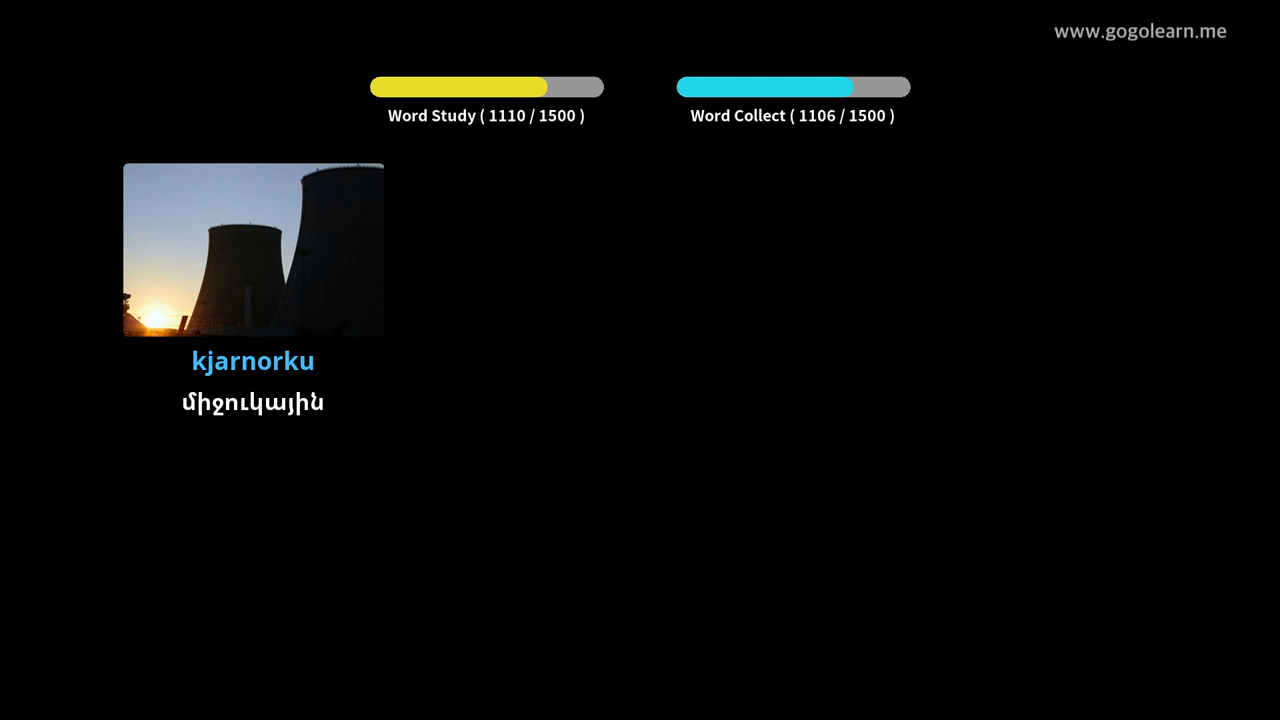 www.gogolearn.me
Word Study ( 1110 / 1500 )
Word Collect ( 1106 / 1500 )
kjarnorku
միջուկային